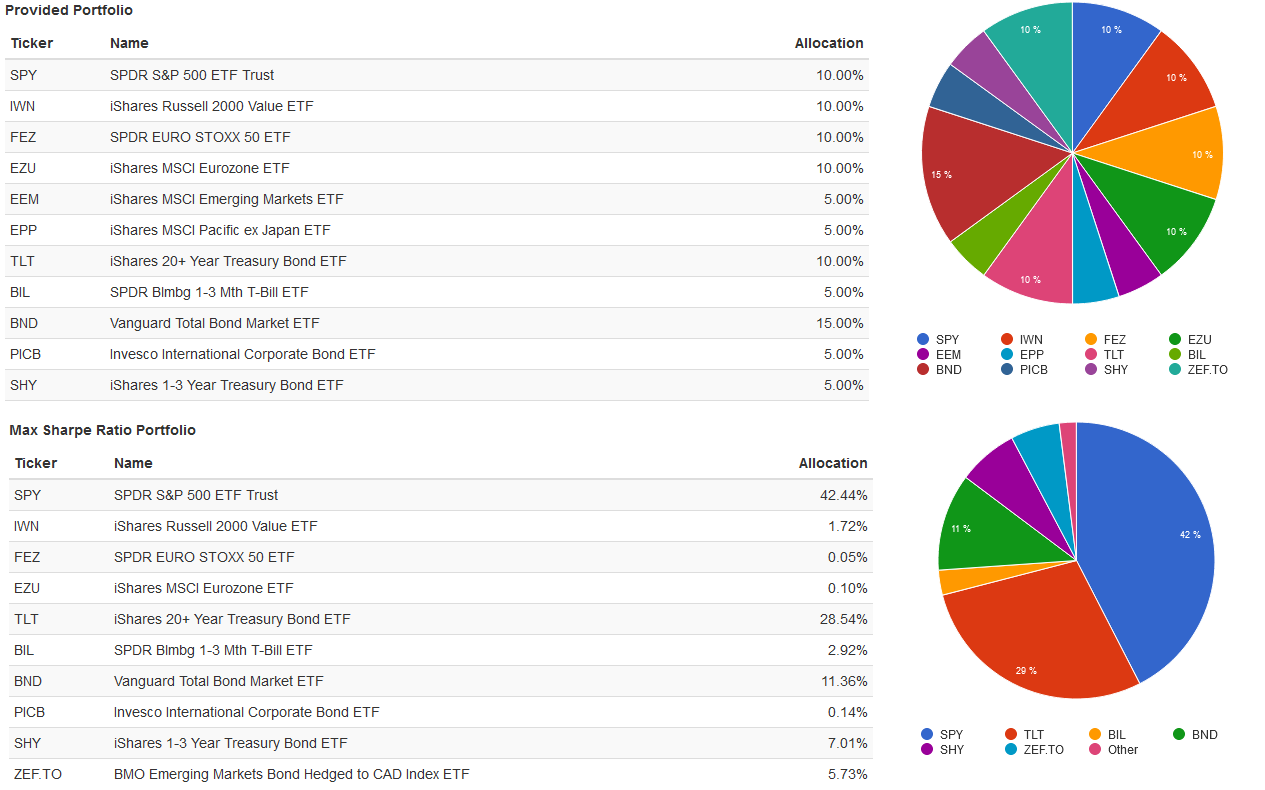 Provided Portfolio
Ticker Name Allocation
SPY SPDR S&P 500 ETF Trust 10.00%
IWN iShares Russell 2000 Value ETF 10.00%
FEZ SPDR EURO STOXX 50 ETF 10.00%
EZU iShares MSCI Eurozone ETF 10.00%
EEM iShares MSCI Emerging Markets ETF 5.00%
EPP iShares MSCI Pacific ex Japan ETF 5.00%
TLT iShares 20+ Year Treasury Bond ETF 10.00%
BIL SPDR Blmbg 1-3 Mth T-Bill ETF 5.00%
BND Vanguard Total Bond Market ETF 15.00%
PICB Invesco International Corporate Bond ETF 5.00%
SHY iShares 1-3 Year Treasury Bond ETF 5.00%
10 % 10 %
10 %
10 %
15 %
10 %
10 %
SPY IWN FEZ EZU
EEM EPP TLT BIL
BND PICB SHY ZEF.TO
Max Sharpe Ratio Portfolio
Ticker Name Allocation
SPY SPDR S&P 500 ETF Trust 42.44%
IWN iShares Russell 2000 Value ETF 1.72%
FEZ SPDR EURO STOXX 50 ETF 0.05%
EZU iShares MSCI Eurozone ETF 0.10%
TLT iShares 20+ Year Treasury Bond ETF 28.54%
BIL SPDR Blmbg 1-3 Mth T-Bill ETF 2.92%
BND Vanguard Total Bond Market ETF 11.36%
PICB Invesco International Corporate Bond ETF 0.14%
SHY iShares 1-3 Year Treasury Bond ETF 7.01%
ZEF.TO BMO Emerging Markets Bond Hedged to CAD Index ETF 5.73%
11 %
42 %
29 %
SPY TLT BIL BND
SHY ZEF.TO Other